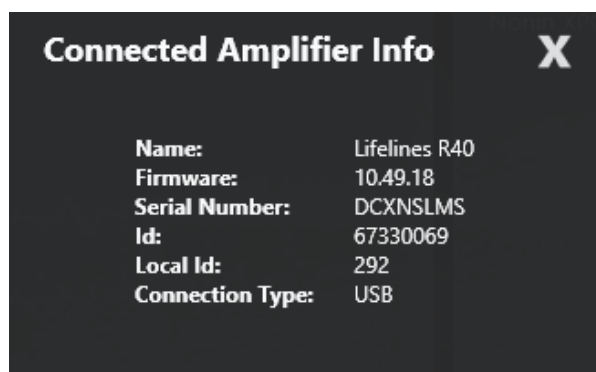 Connected Amplifier Info X
Name: Lifelines R40
Firmware: 10.49.18
Serial Number: DCXNSLMS
Id: 67330069
Local Id: 292
Connection Type: USB